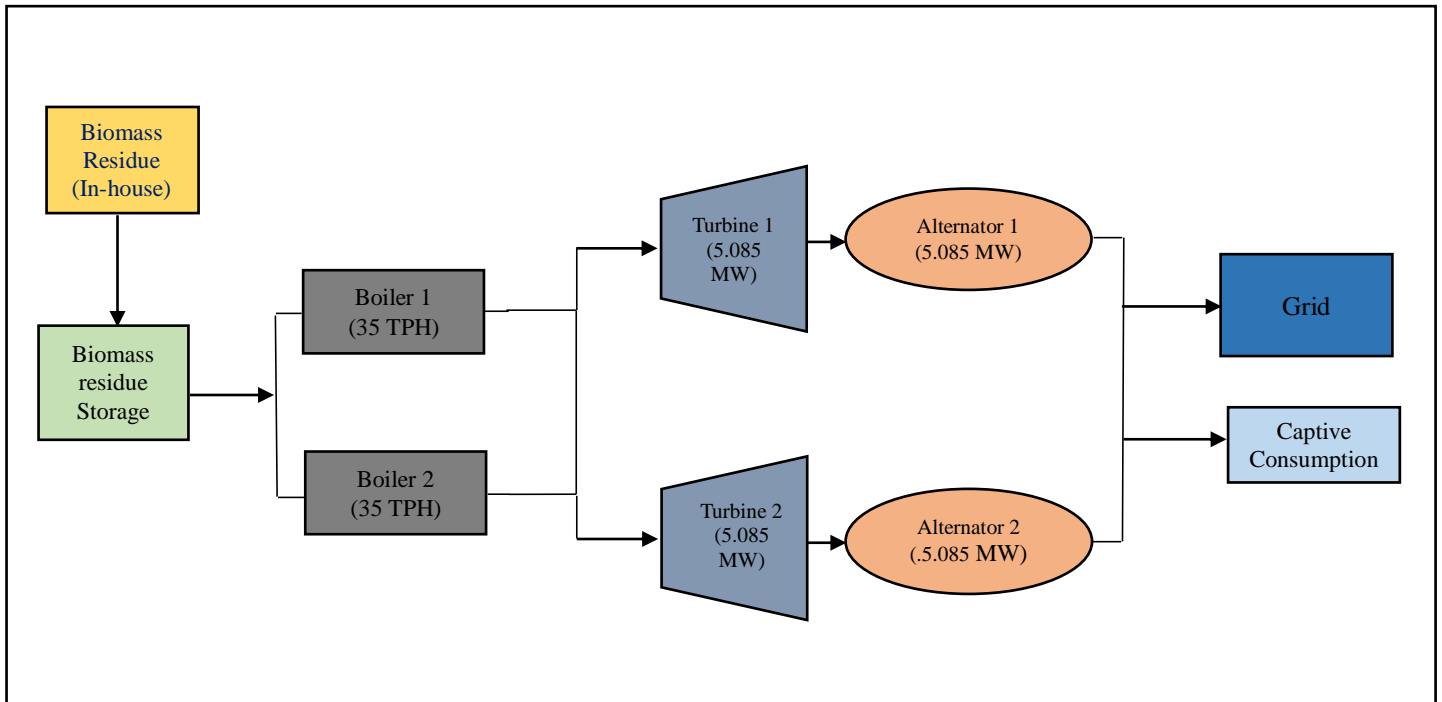 Biomass
Residue
(In-house)
Biomass
residue
Storage
Boiler 1
(35 TPH)
Boiler 2
(35 TPH)
Turbine 1
(5.085
MW)
Turbine 2
(5.085
MW)
Alternator 1
(5.085 MW)
Alternator 2
(.5.085 MW)
Grid
Captive
Consumption